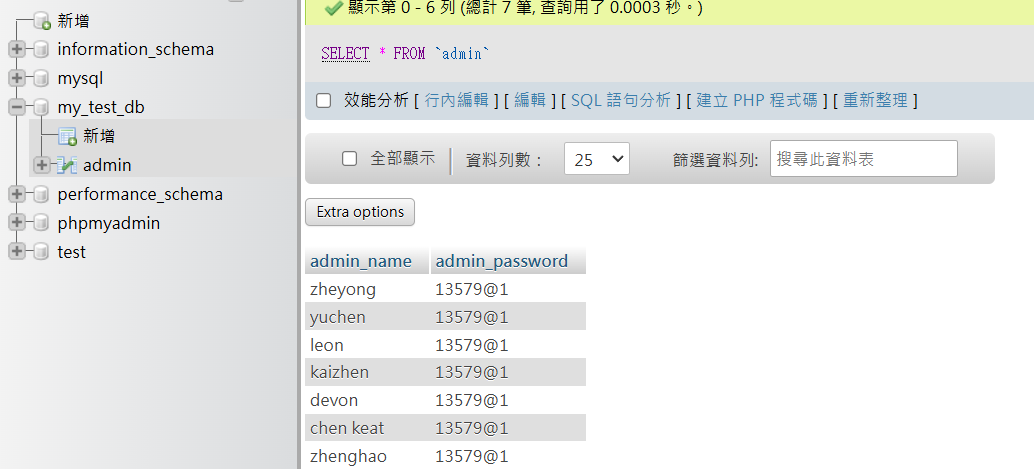 新增
information_schema
mysql
my_test_db
新增
admin
performance_schema
phpmyadmin
test
顯示第 0 - 6 列 (總計 7 筆, 查詢用了 0.0003 秒。)
SELECT * FROM `admin`
效能分析 [ 行內編輯 ] [ 編輯 ] [ SQL 語句分析 ] [ 建立 PHP 程式碼 ] [ 重新整理 ]
全部顯示 資料列數： 25 篩選資料列: 搜尋此資料表
Extra options
admin_name admin_password
zheyong 13579@1
yuchen 13579@1
leon 13579@1
kaizhen 13579@1
devon 13579@1
chen keat 13579@1
zhenghao 13579@1